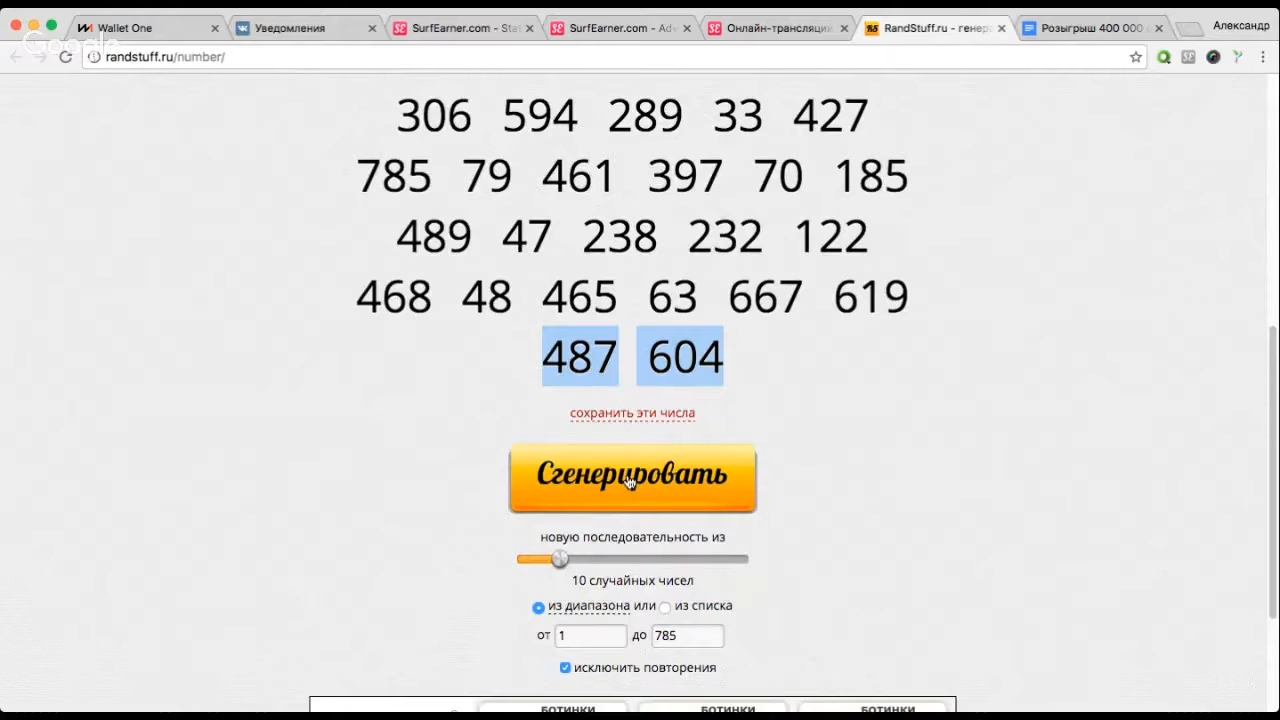 Wallet One
Уведомления
SurfEarner.com - Sta
SurfEarner.com - Adv
Онлайн-трансляции
RandStuff.ru - генера
Розыгрыш 400 000
Александр
Google
randstuff.ru/number/
306 594 289 33 427
785 79 461 397 70 185
489 47 238 232 122
468 48 465 63 667 619
487 604
сохранить эти числа
Сгенерировать
новую последовательность из
10 случайных чисел
из диапазона или из списка
от 1 до 785
исключить повторения
ботинки ботинки ботинки